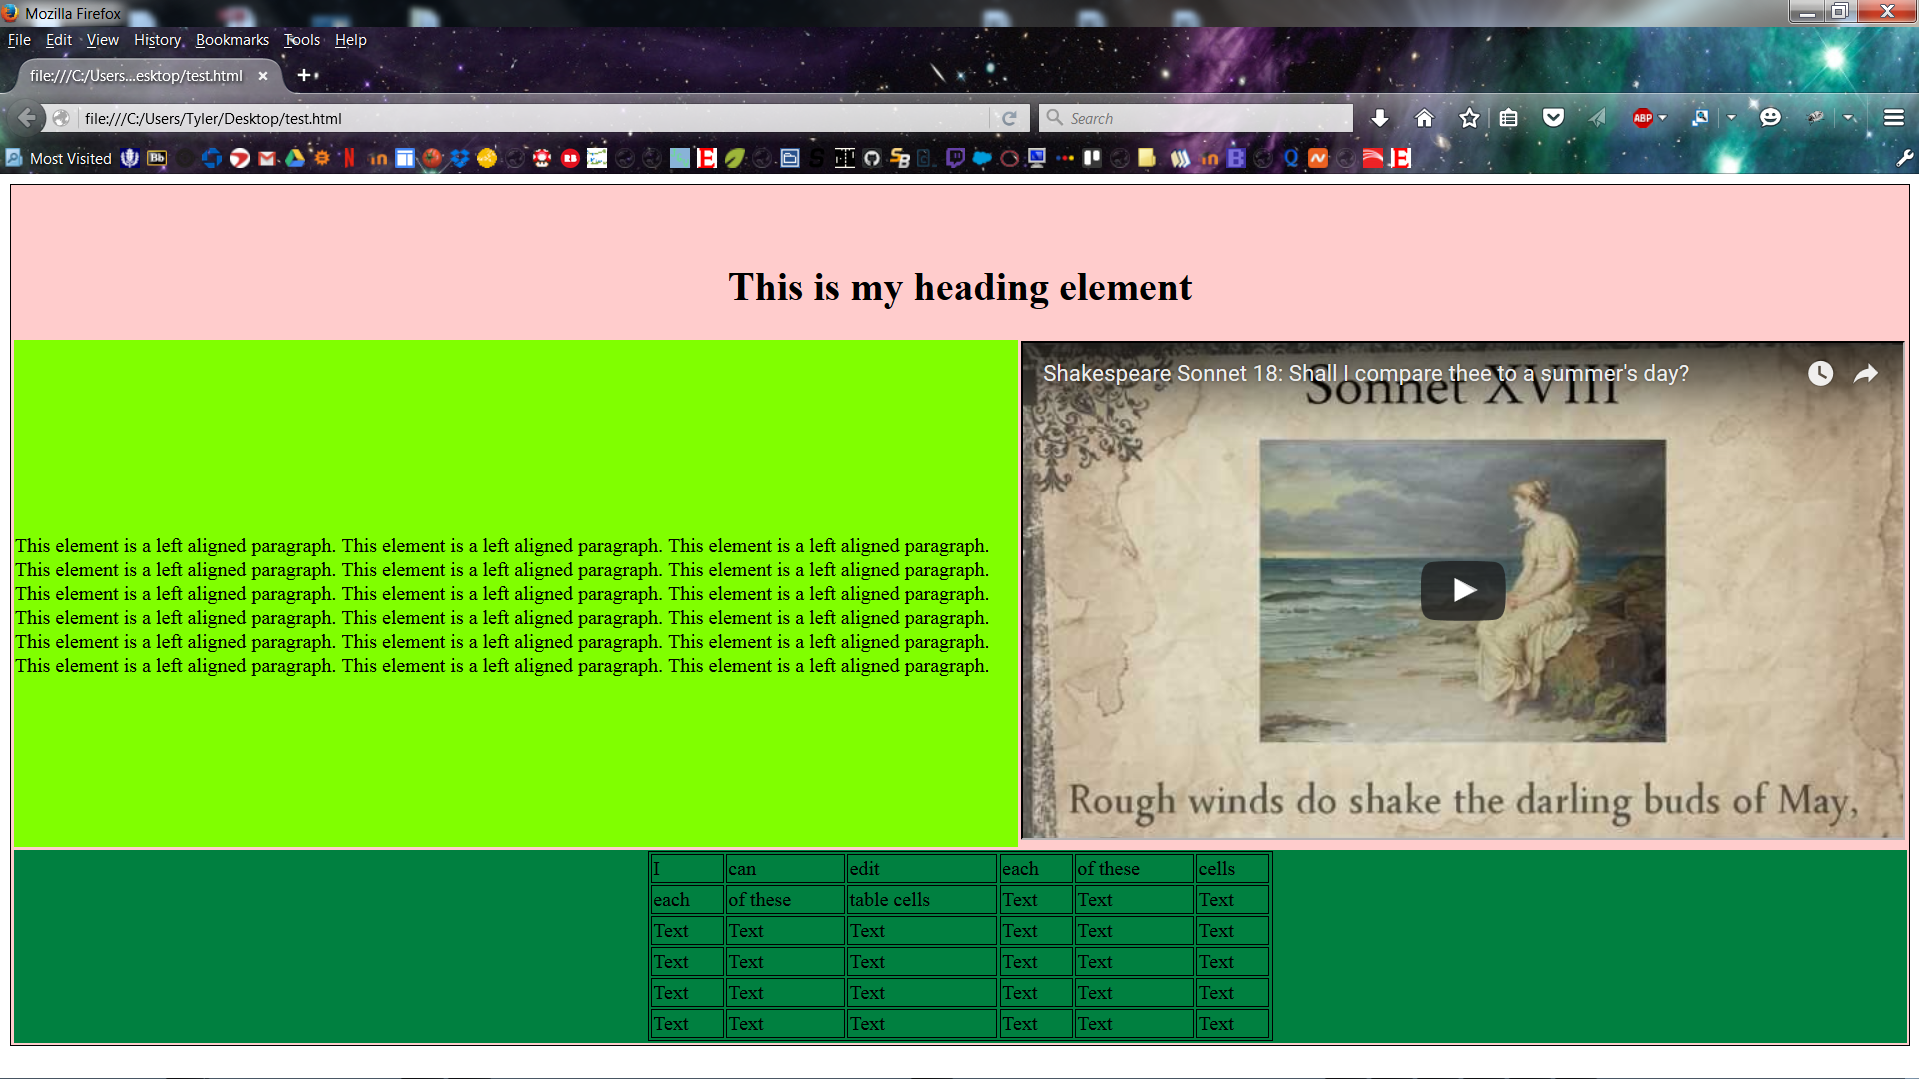 Mozilla Firefox
File Edit View History Bookmarks Tools Help
file:///C:/Users...esktop/test.html
file:///C:/Users/Tyler/Desktop/test.html
Search
ABP
Most Visited Bb
This is my heading element
This element is a left aligned paragraph. This element is a left aligned paragraph. This element is a left aligned paragraph.
This element is a left aligned paragraph. This element is a left aligned paragraph. This element is a left aligned paragraph.
This element is a left aligned paragraph. This element is a left aligned paragraph. This element is a left aligned paragraph.
This element is a left aligned paragraph. This element is a left aligned paragraph. This element is a left aligned paragraph.
This element is a left aligned paragraph. This element is a left aligned paragraph. This element is a left aligned paragraph.
This element is a left aligned paragraph. This element is a left aligned paragraph. This element is a left aligned paragraph.
Shakespeare Sonnet 18: Shall I compare thee to a summer's day?
Sonnet XVIII
Rough winds do shake the darling buds of May,
I can edit each of these cells
each of these table cells Text Text Text
Text Text Text Text Text Text
Text Text Text Text Text Text
Text Text Text Text Text Text
Text Text Text Text Text Text